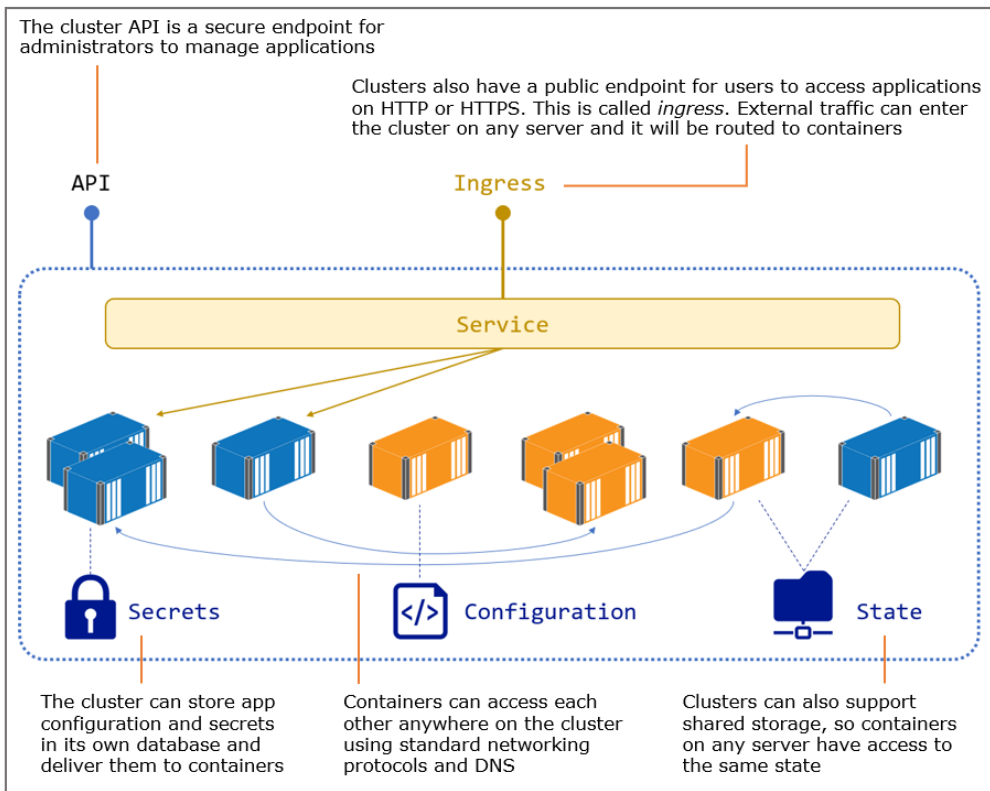 The cluster API is a secure endpoint for
administrators to manage applications
Clusters also have a public endpoint for users to access applications
on HTTP or HTTPS. This is called ingress. External traffic can enter
the cluster on any server and it will be routed to containers
API
Ingress
Service
Secrets
</>
Configuration
State
The cluster can store app
configuration and secrets
in its own database and
deliver them to containers
Containers can access each
other anywhere on the cluster
using standard networking
protocols and DNS
Clusters can also support
shared storage, so containers
on any server have access to
the same state